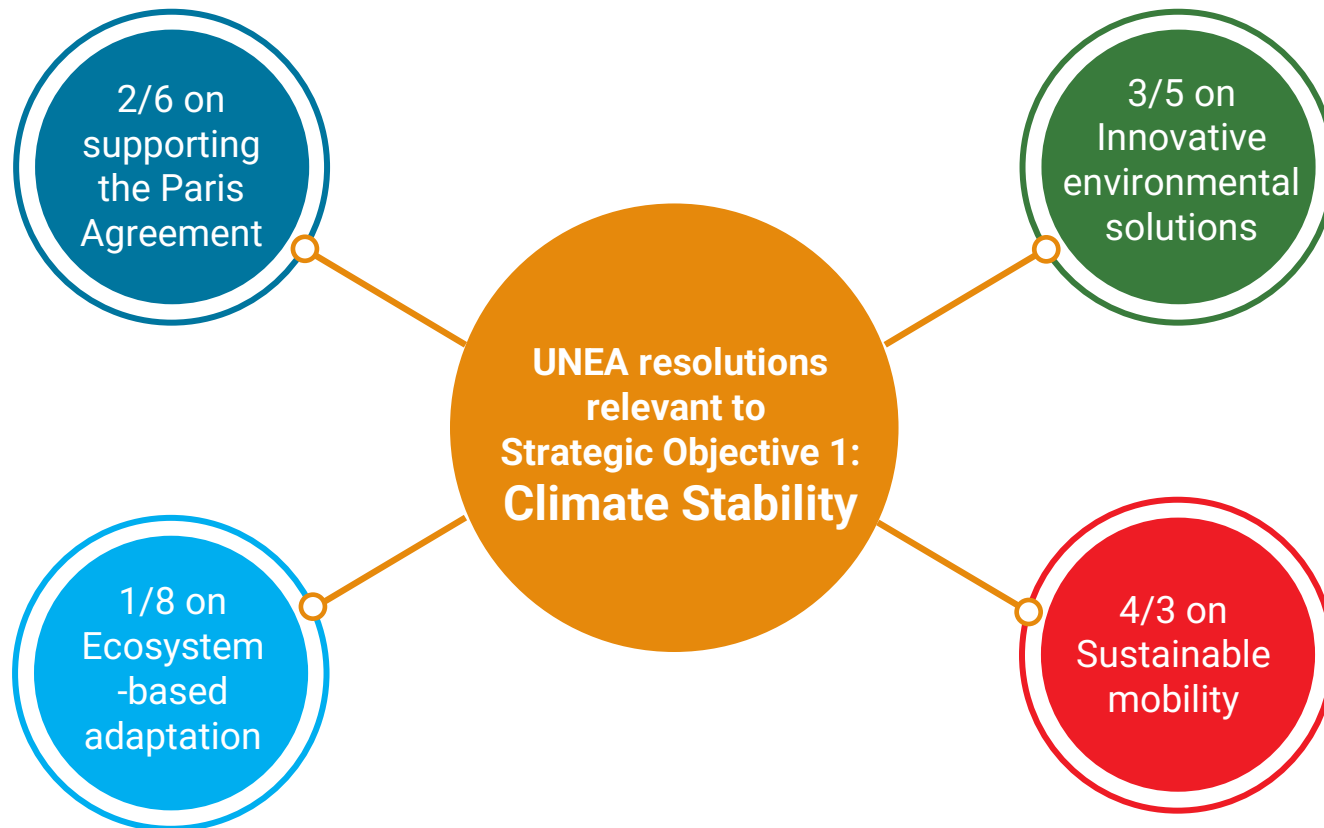 2/6 on
supporting
the Paris
Agreement
3/5 on
Innovative
environmental
solutions
UNEA resolutions
relevant to
Strategic Objective 1:
Climate Stability
1/8 on
Ecosystem
-based
adaptation
4/3 on
Sustainable
mobility